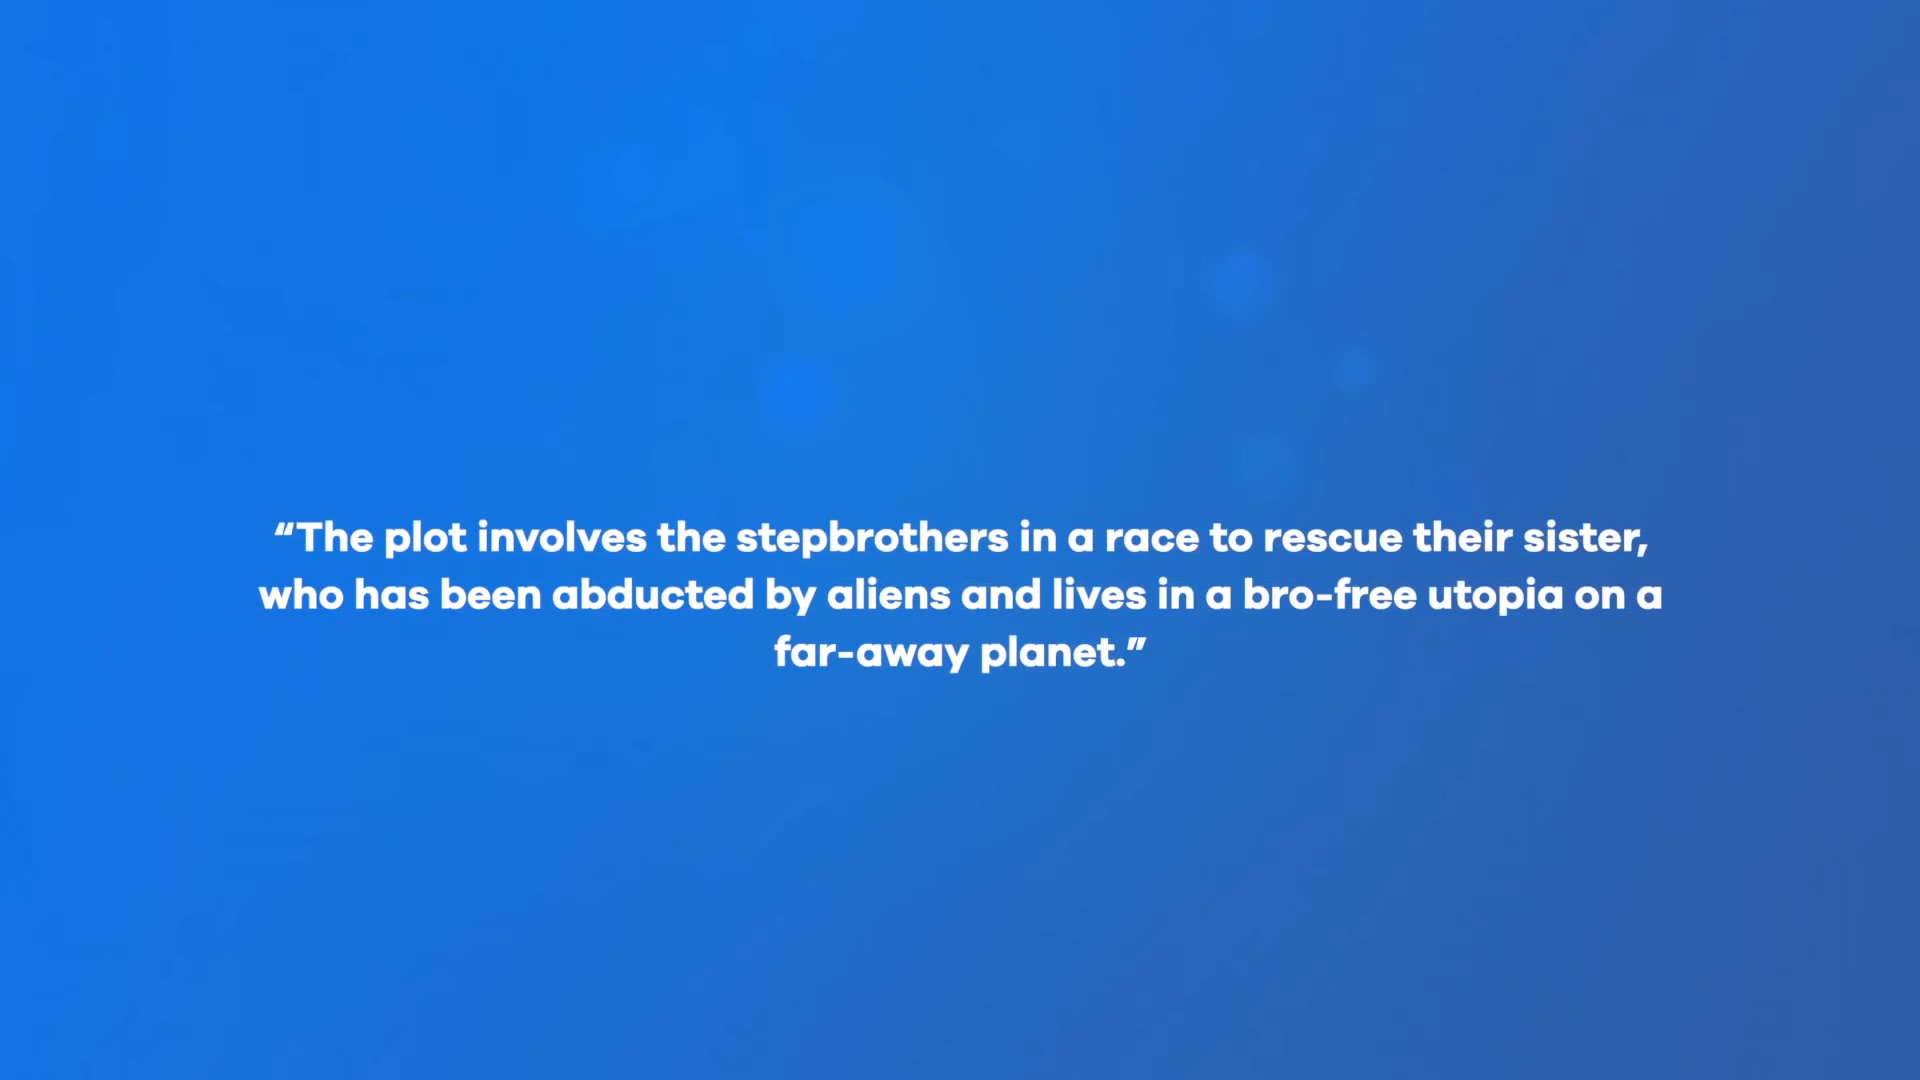 “The plot involves the stepbrothers in a race to rescue their sister,
who has been abducted by aliens and lives in a bro-free utopia on a
far-away planet.”